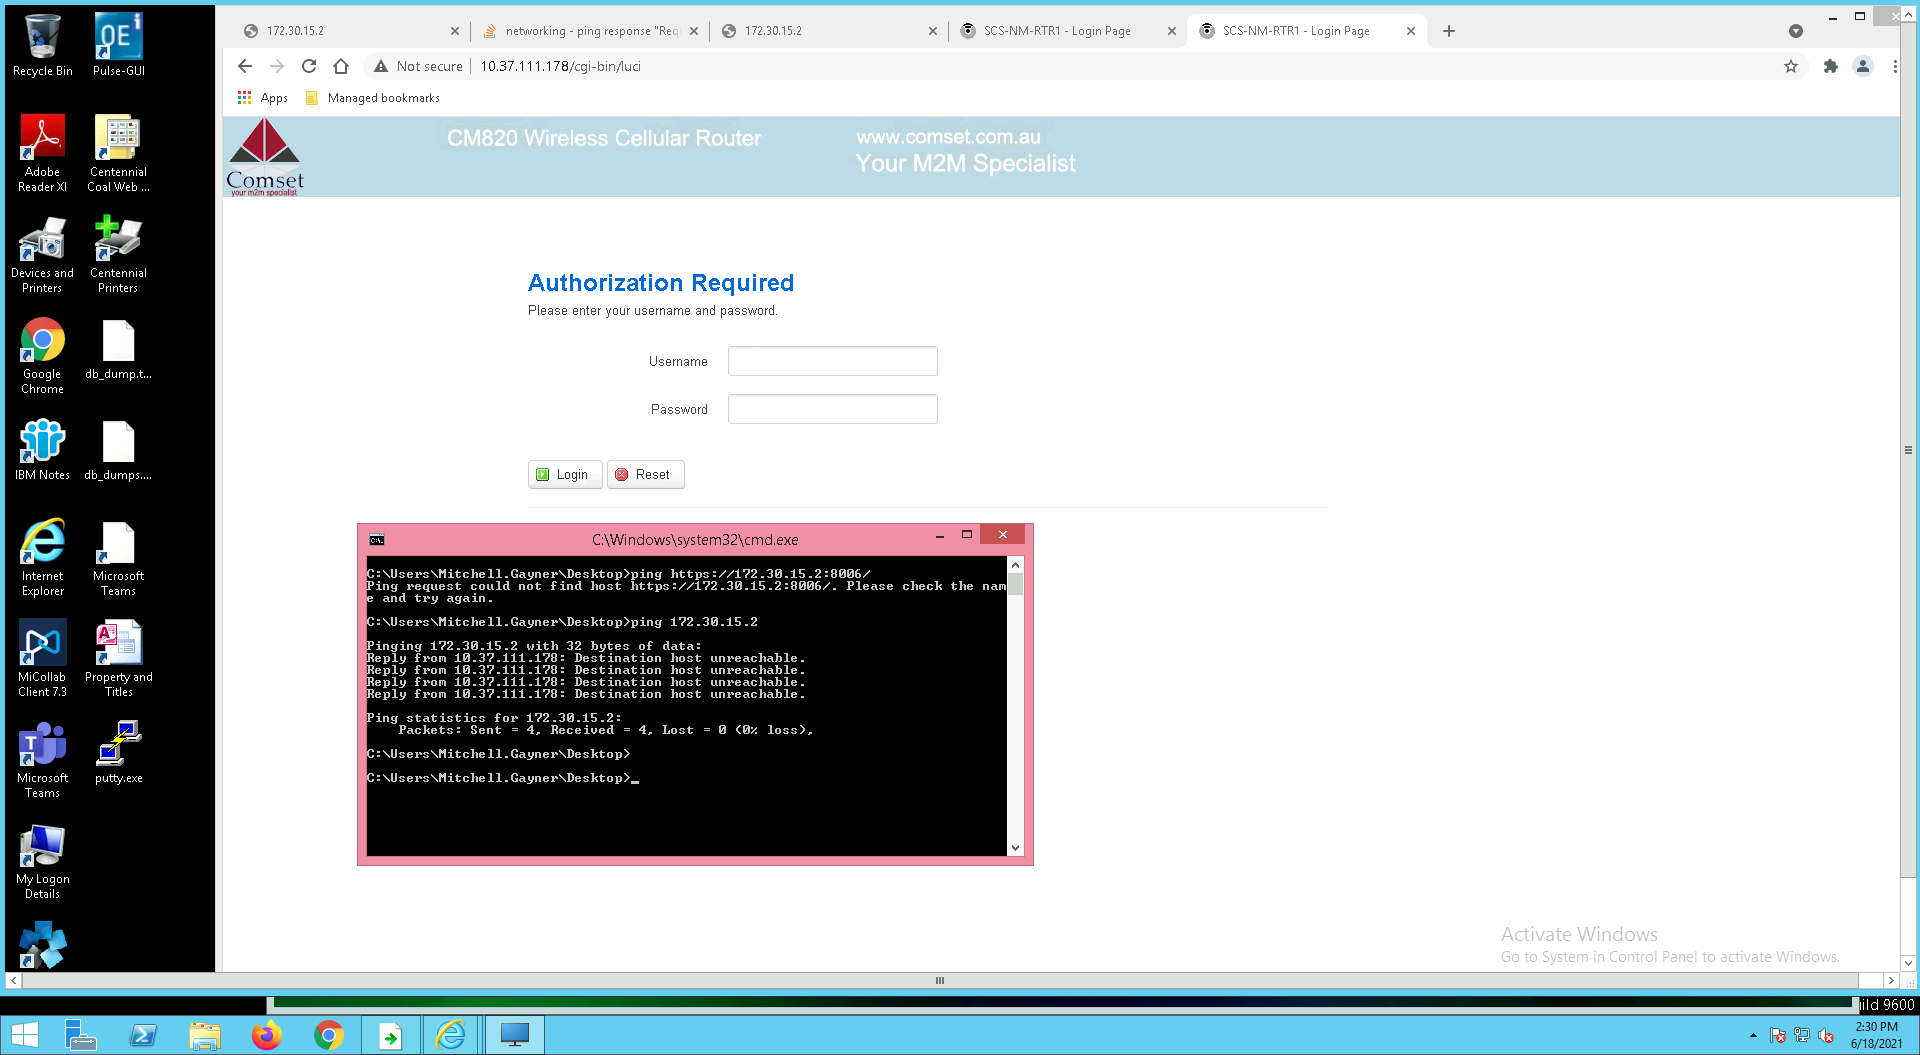 Recycle Bin
Pulse-GUI
Adobe
Reader XI
Centennial
Coal Web ...
Devices and
Printers
Centennial
Printers
Google
Chrome
db_dump.t...
IBM Notes
db_dumps....
Internet
Explorer
Microsoft
Teams
MiCollab
Client 7.3
Property and
Titles
Microsoft
Teams
putty.exe
My Logon
Details
172.30.15.2
networking - ping response "Req
172.30.15.2
SCS-NM-RTR1 - Login Page
SCS-NM-RTR1 - Login Page
Not secure
10.37.111.178/cgi-bin/luci
Apps
Managed bookmarks
Comset
your m2m specialist
CM820 Wireless Cellular Router
www.comset.com.au
Your M2M Specialist
Authorization Required
Please enter your username and password.
Username
Password
Login
Reset
C:\Windows\system32\cmd.exe
C:\Users\Mitchell.Gayner\Desktop>ping https://172.30.15.2:8006/
Ping request could not find host https://172.30.15.2:8006/. Please check the nam
e and try again.
C:\Users\Mitchell.Gayner\Desktop>ping 172.30.15.2
Pinging 172.30.15.2 with 32 bytes of data:
Reply from 10.37.111.178: Destination host unreachable.
Reply from 10.37.111.178: Destination host unreachable.
Reply from 10.37.111.178: Destination host unreachable.
Reply from 10.37.111.178: Destination host unreachable.
Ping statistics for 172.30.15.2:
Packets: Sent = 4, Received = 4, Lost = 0 (0% loss),
C:\Users\Mitchell.Gayner\Desktop>
C:\Users\Mitchell.Gayner\Desktop>_
Activate Windows
Go to System in Control Panel to activate Windows.
ild 9600
2:30 PM
6/18/2021